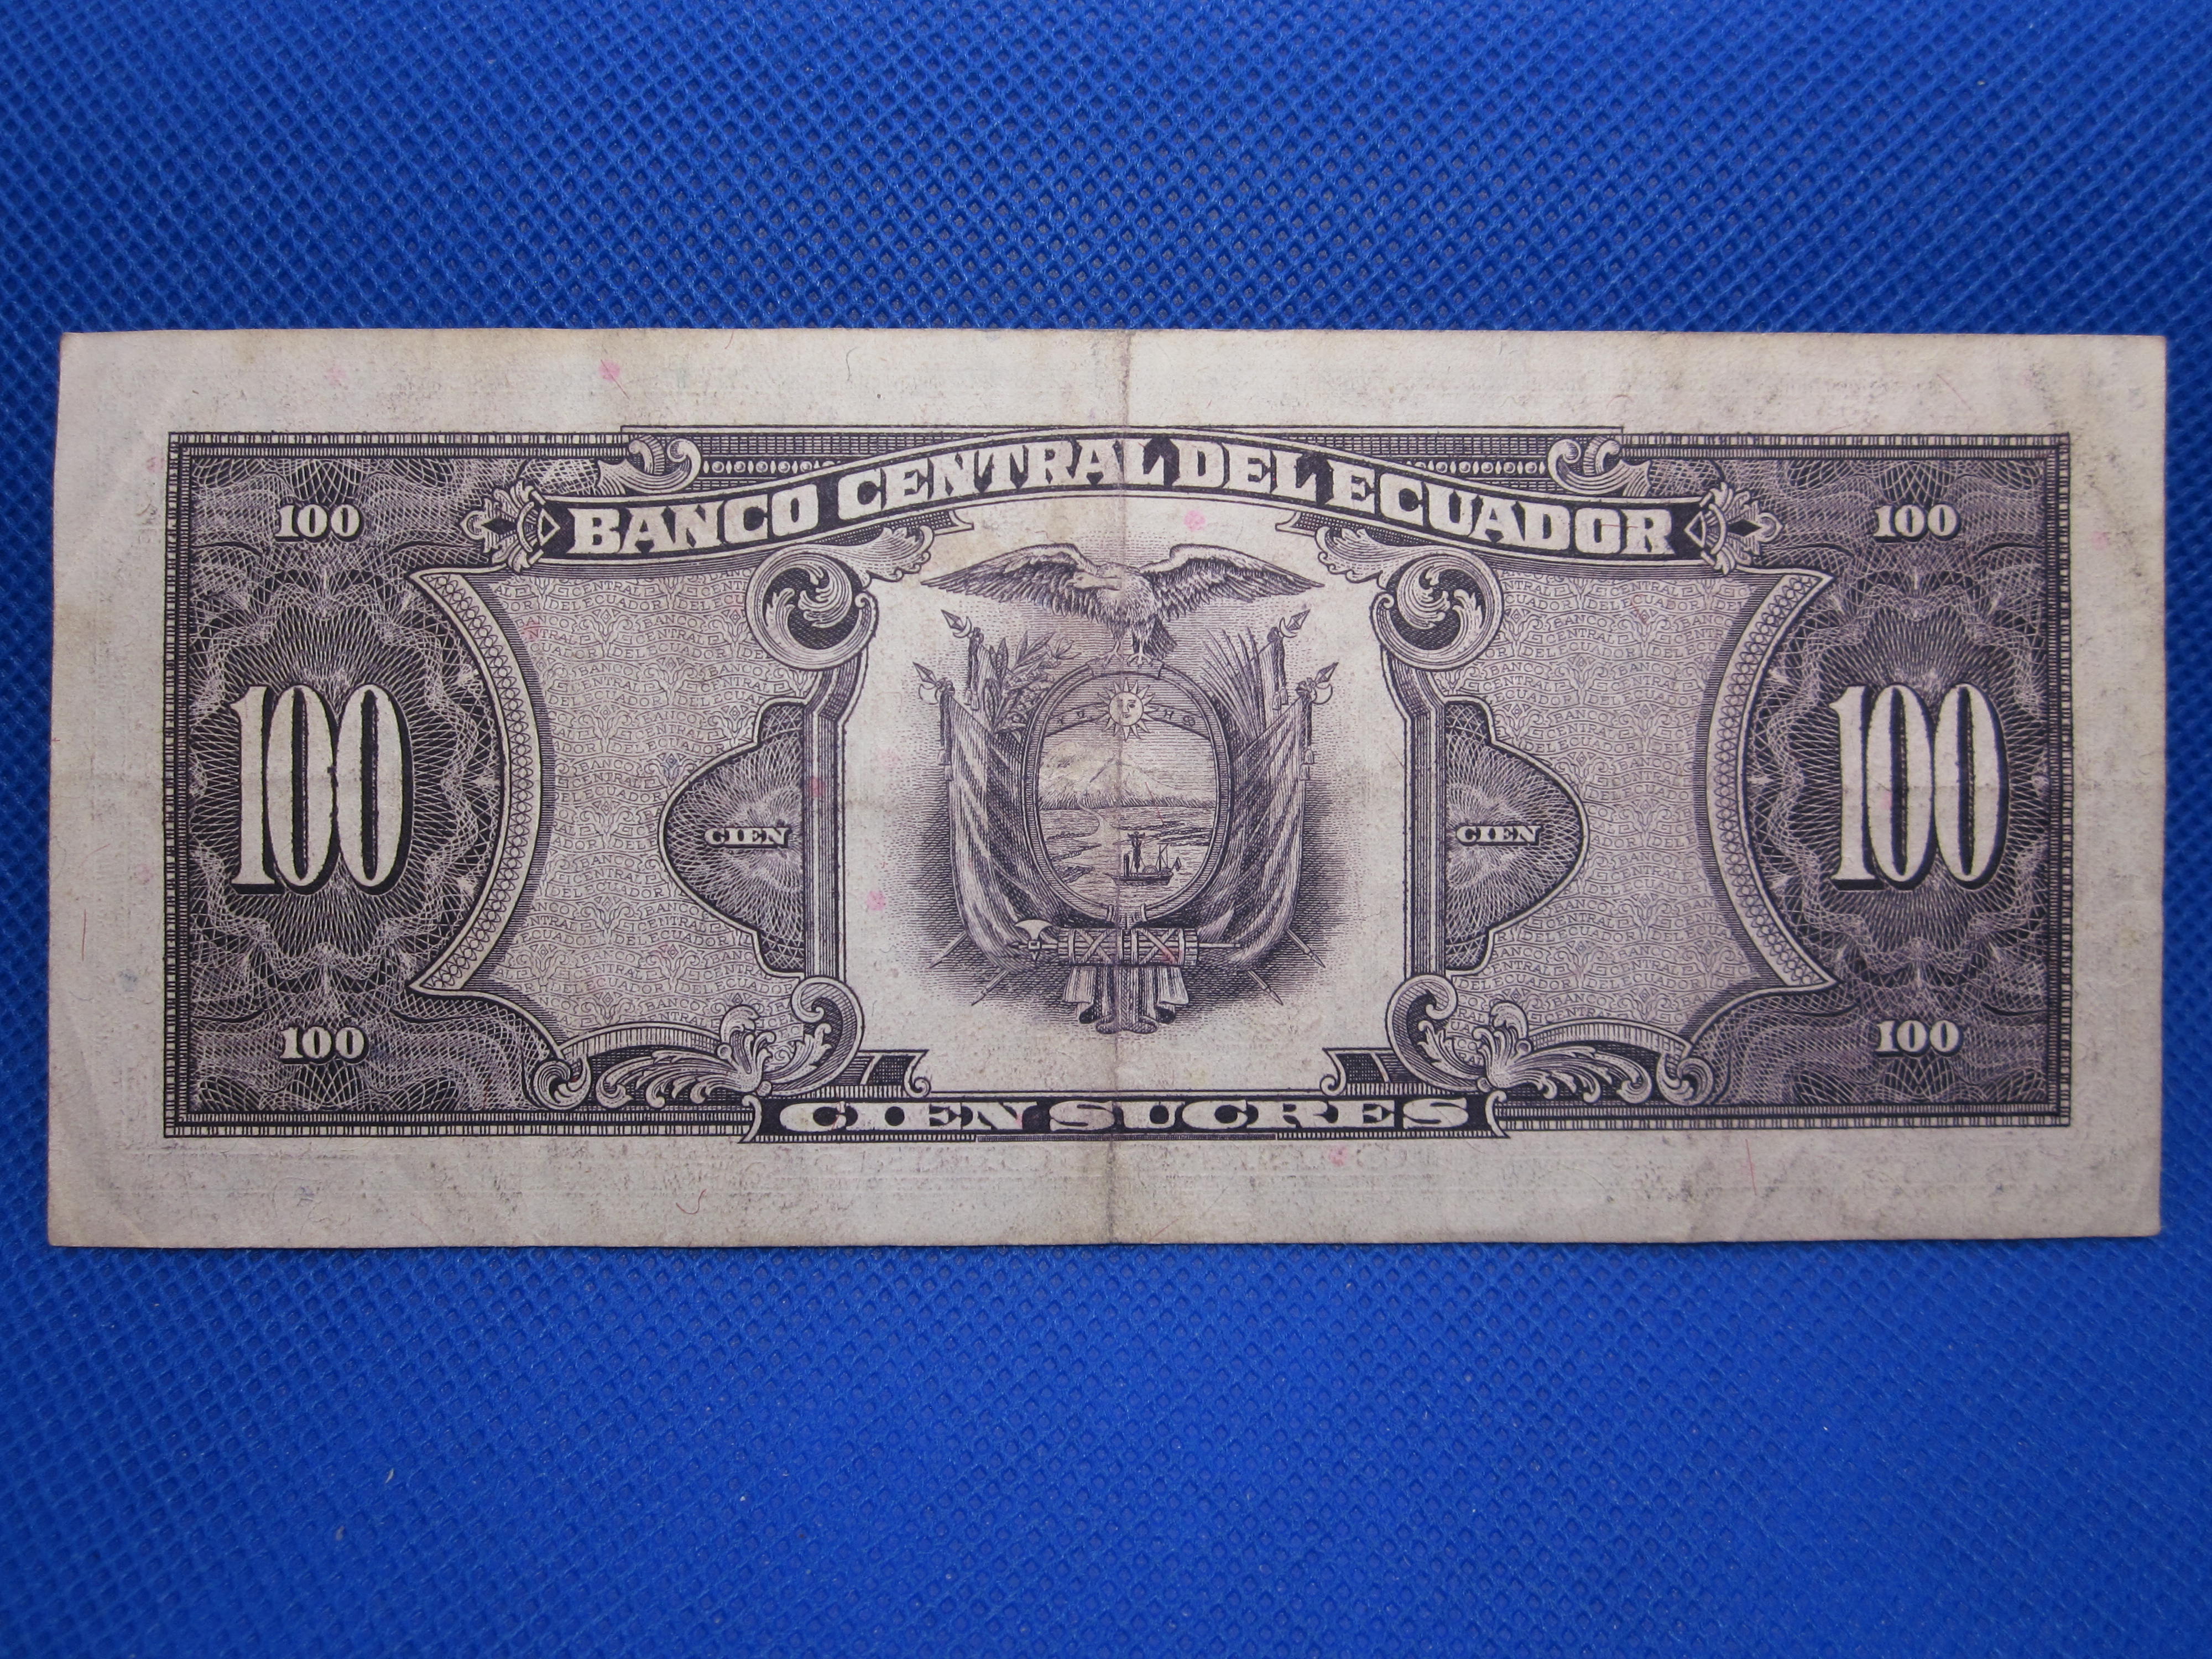 BANCO CENTRAL DEL ECUADOR
100 100
100 CIEN CIEN 100
100 100
CIEN SUCRES